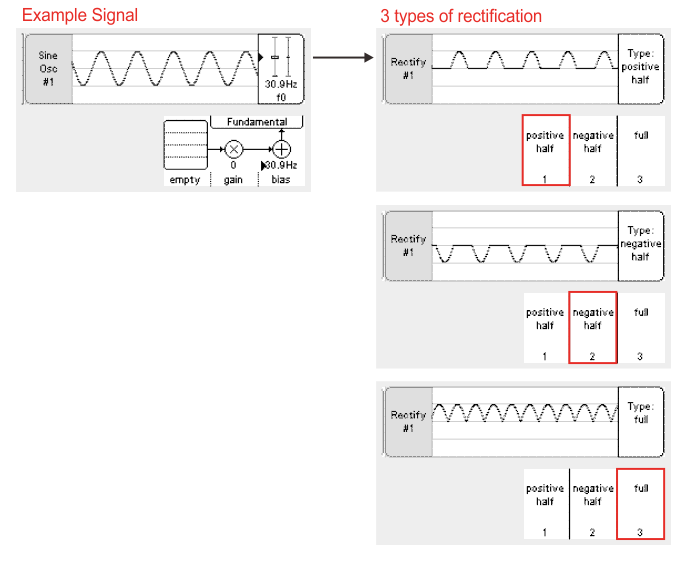 Example Signal
Sine
Osc
#1
30.9Hz
f0
Fundamental
0
30.9Hz
empty
gain
bias
3 types of rectification
Rectify
#1
Type:
positive
half
positive
half
1
negative
half
2
full
3
Rectify
#1
Type:
negative
half
positive
half
1
negative
half
2
full
3
Rectify
#1
Type:
full
positive
half
1
negative
half
2
full
3